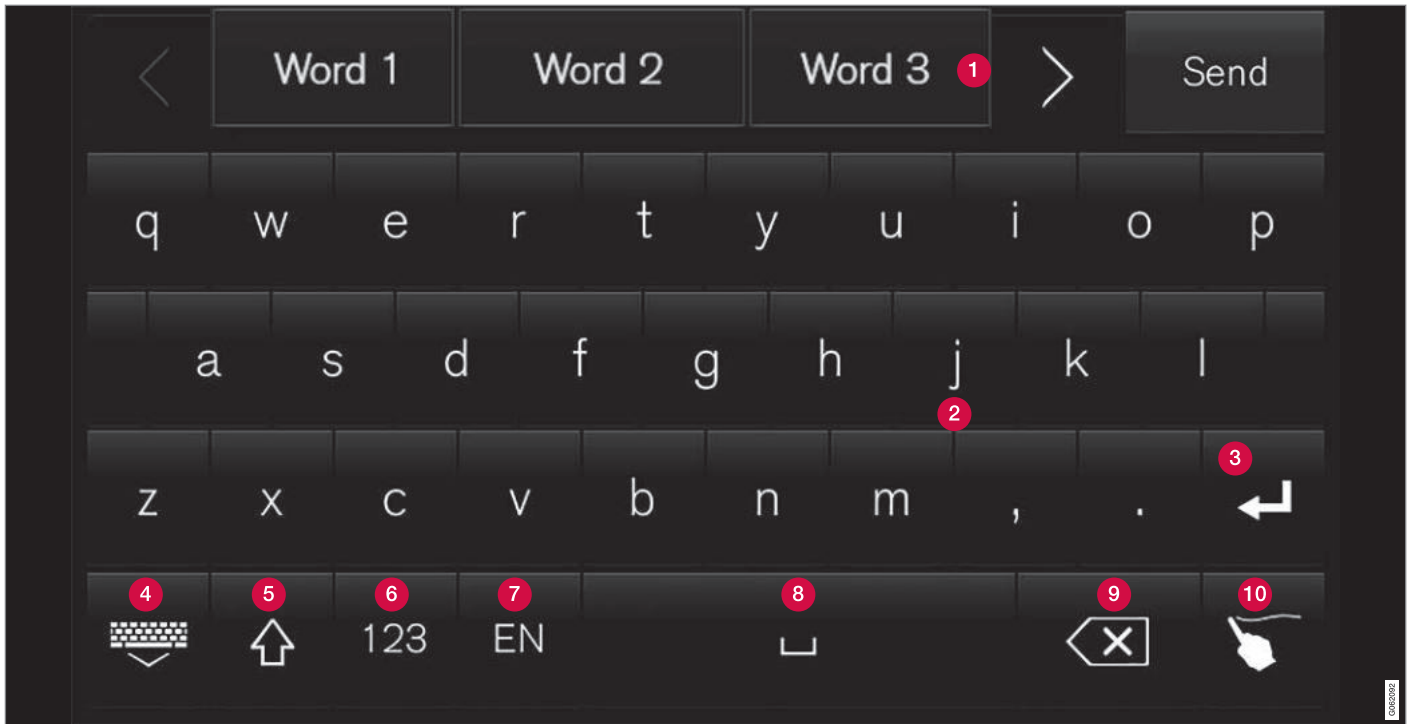 Word 1 Word 2 Word 3 1 Send
q w e r t y u i o p
a s d f g h j k l
2
3
z x c v b n m , .
4 5 6 7 8 9 10
123 EN
G062092